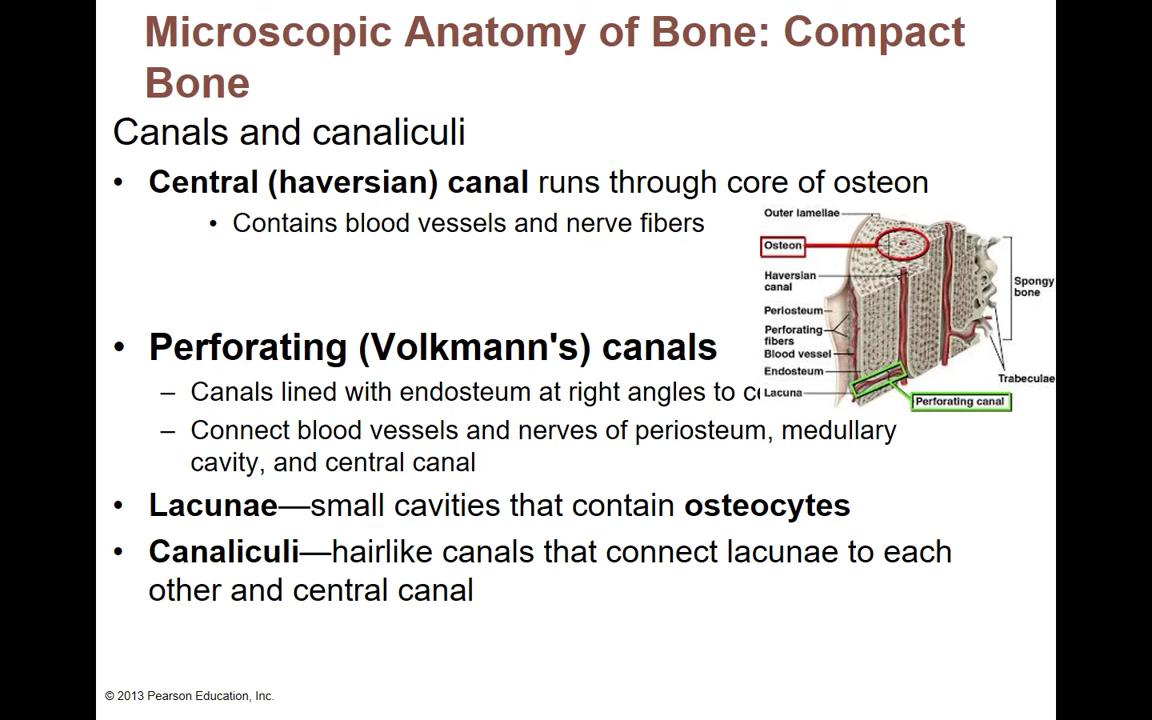 Microscopic Anatomy of Bone: Compact
Bone
Canals and canaliculi
• Central (haversian) canal runs through core of osteon
• Contains blood vessels and nerve fibers
• Perforating (Volkmann's) canals
– Canals lined with endosteum at right angles to
– Connect blood vessels and nerves of periosteum, medullary
cavity, and central canal
• Lacunae—small cavities that contain osteocytes
• Canaliculi—hairlike canals that connect lacunae to each
other and central canal
Outer lamellae
Osteon
Haversian
canal
Periosteum
Perforating
fibers
Blood vessel
Endosteum
Lacuna
Spongy
bone
Trabeculae
Perforating canal
© 2013 Pearson Education, Inc.